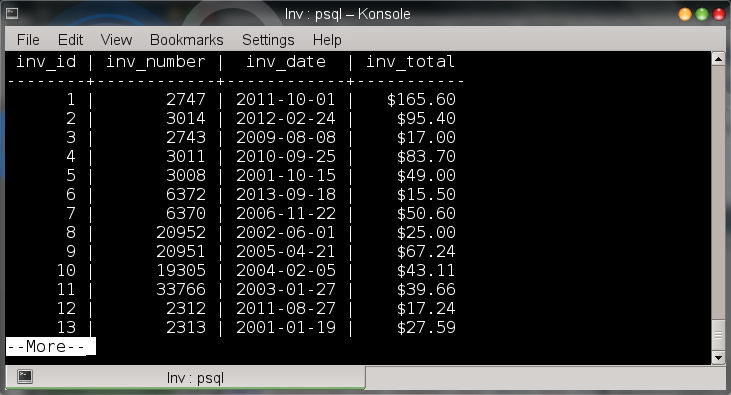 Inv : psql – Konsole
File Edit View Bookmarks Settings Help
inv_id | inv_number | inv_date | inv_total
--------+------------+------------+-----------
1 | 2747 | 2011-10-01 | $165.60
2 | 3014 | 2012-02-24 | $95.40
3 | 2743 | 2009-08-08 | $17.00
4 | 3011 | 2010-09-25 | $83.70
5 | 3008 | 2001-10-15 | $49.00
6 | 6372 | 2013-09-18 | $15.50
7 | 6370 | 2006-11-22 | $50.60
8 | 20952 | 2002-06-01 | $25.00
9 | 20951 | 2005-04-21 | $67.24
10 | 19305 | 2004-02-05 | $43.11
11 | 33766 | 2003-01-27 | $39.66
12 | 2312 | 2011-08-27 | $17.24
13 | 2313 | 2001-01-19 | $27.59
--More--
Inv : psql